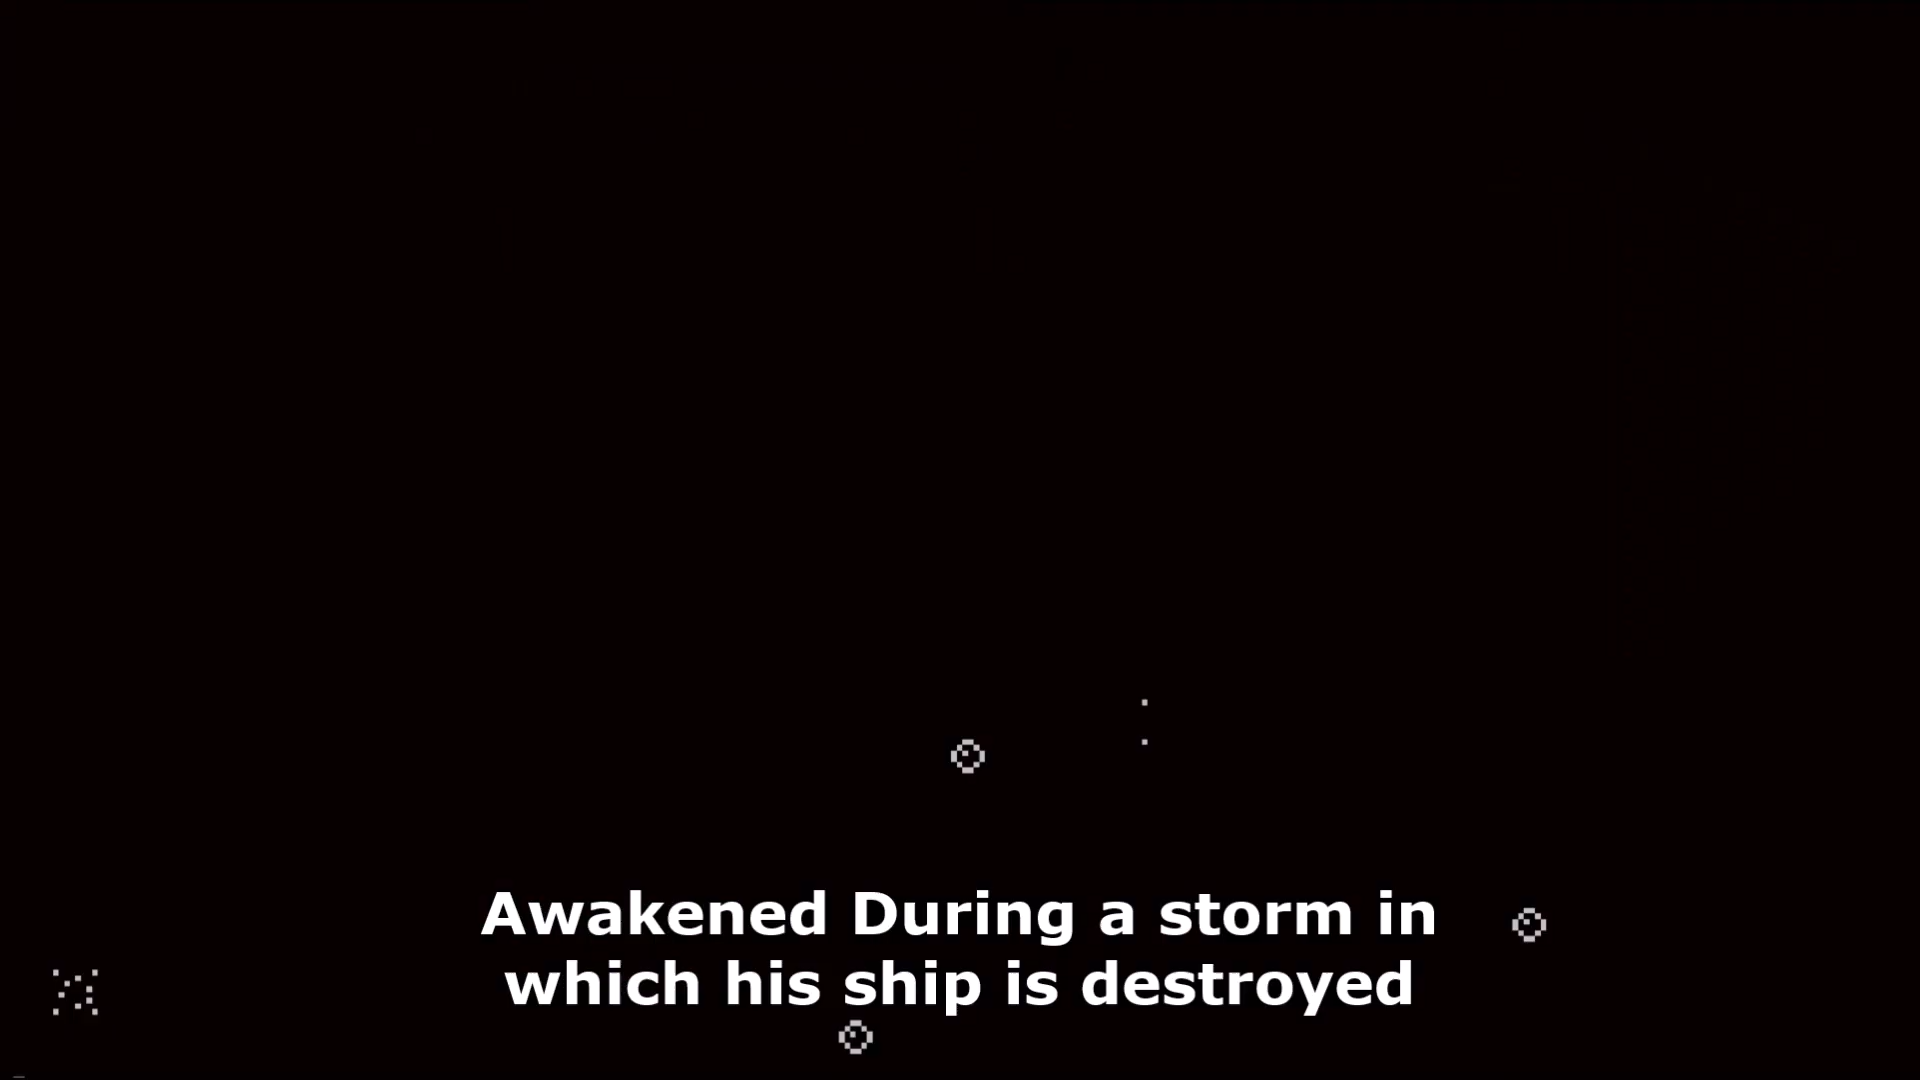 Awakened During a storm in
which his ship is destroyed